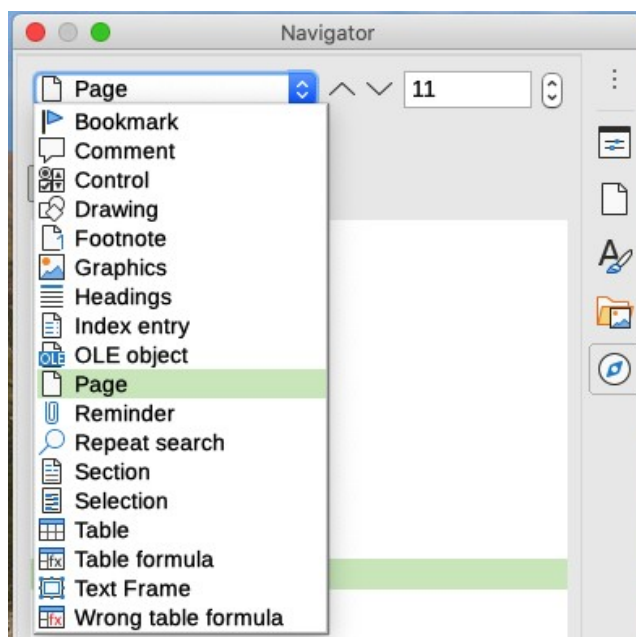 Navigator
Page
11
Bookmark
Comment
Control
Drawing
Footnote
Graphics
Headings
Index entry
OLE object
Page
Reminder
Repeat search
Section
Selection
Table
Table formula
Text Frame
Wrong table formula